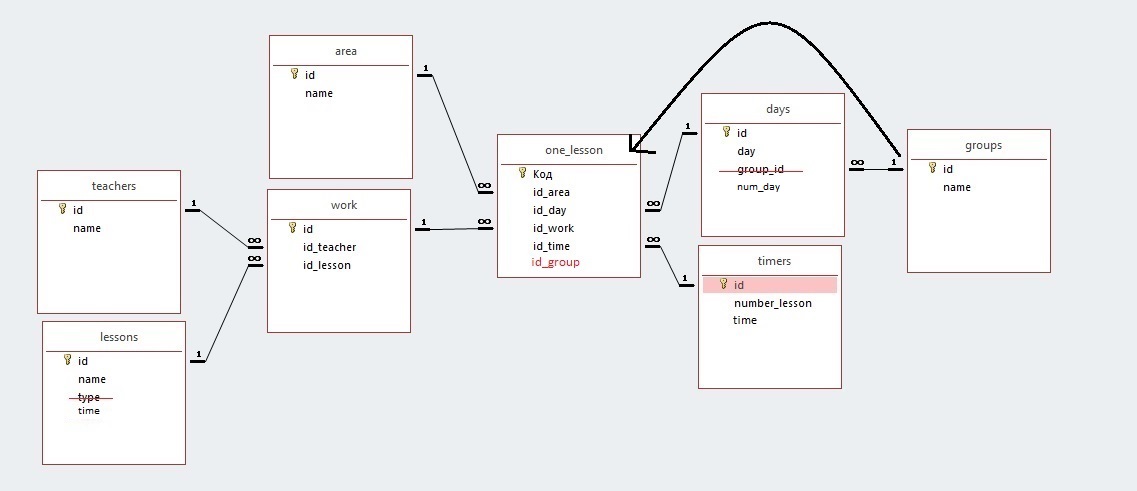 area
id
name
teachers
id
name
work
id
id_teacher
id_lesson
lessons
id
name
type
time
one_lesson
Код
id_area
id_day
id_work
id_time
id_group
days
id
day
group_id
num_day
timers
id
number_lesson
time
groups
id
name
1
∞
1
∞
∞
1
1
∞
∞
1
∞
1
∞
1